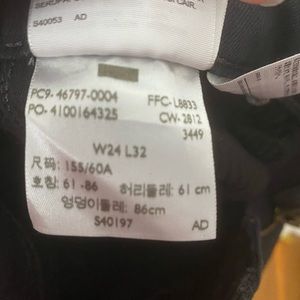 S40053 AD
PC9- 46797-0004 FFC- L8833
PO- 4100164325 CW- 2812
3449
W24 L32
尺码: 155/60A
호칭: 61 -86 허리둘레: 61 cm
엉덩이둘레: 86cm
S40197 AD